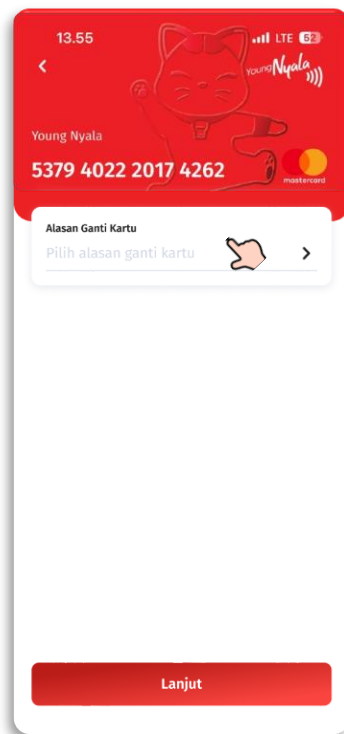 13.55
LTE 52
Young Nyala
Young Nyala
5379 4022 2017 4262
mastercard
Alasan Ganti Kartu
Pilih alasan ganti kartu
Lanjut